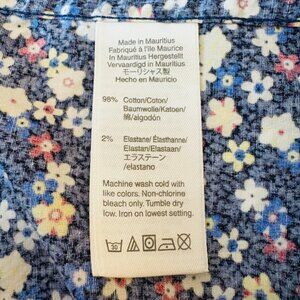 Made in Mauritius
Fabriqué à l'Ile Maurice
In Mauritius Hergestellt
Vervaardigd in Mauritius
モーリシャス製
Hecho en Mauricio
98% Cotton/Coton/
Baumwolle/Katoen/
綿/algodón
2% Elastane/Élasthanne/
Elastan/Elastaan/
エラステーン/
/elastano
Machine wash cold with
like colors. Non-chlorine
bleach only. Tumble dry
low. Iron on lowest setting.
30